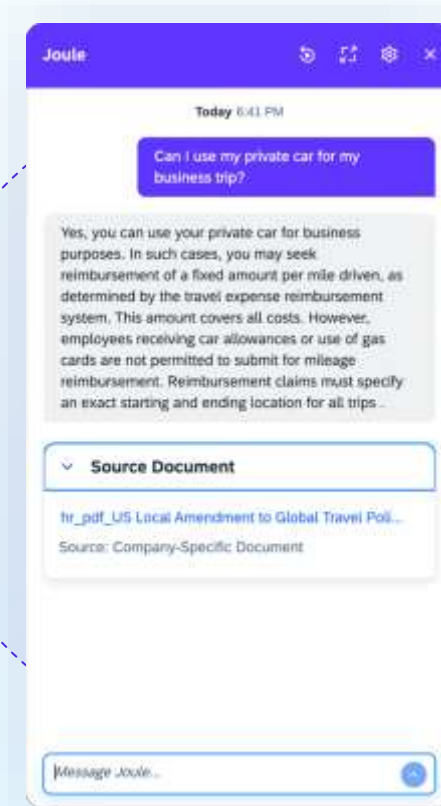 Joule
Today 6:41 PM
Can I use my private car for my
business trip?
Yes, you can use your private car for business
purposes. In such cases, you may seek
reimbursement of a fixed amount per mile driven, as
determined by the travel expense reimbursement
system. This amount covers all costs. However,
employees receiving car allowances or use of gas
cards are not permitted to submit for mileage
reimbursement. Reimbursement claims must specify
an exact starting and ending location for all trips..
Source Document
hr_pdf_US Local Amendment to Global Travel Poli...
Source: Company-Specific Document
Message Joule...